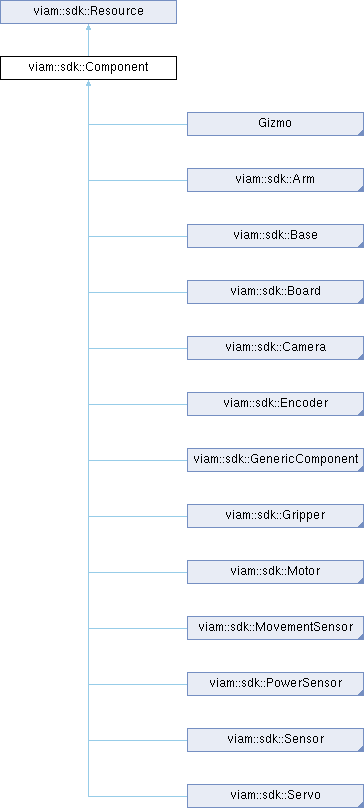 viam::sdk::Resource
viam::sdk::Component
Gizmo
viam::sdk::Arm
viam::sdk::Base
viam::sdk::Board
viam::sdk::Camera
viam::sdk::Encoder
viam::sdk::GenericComponent
viam::sdk::Gripper
viam::sdk::Motor
viam::sdk::MovementSensor
viam::sdk::PowerSensor
viam::sdk::Sensor
viam::sdk::Servo